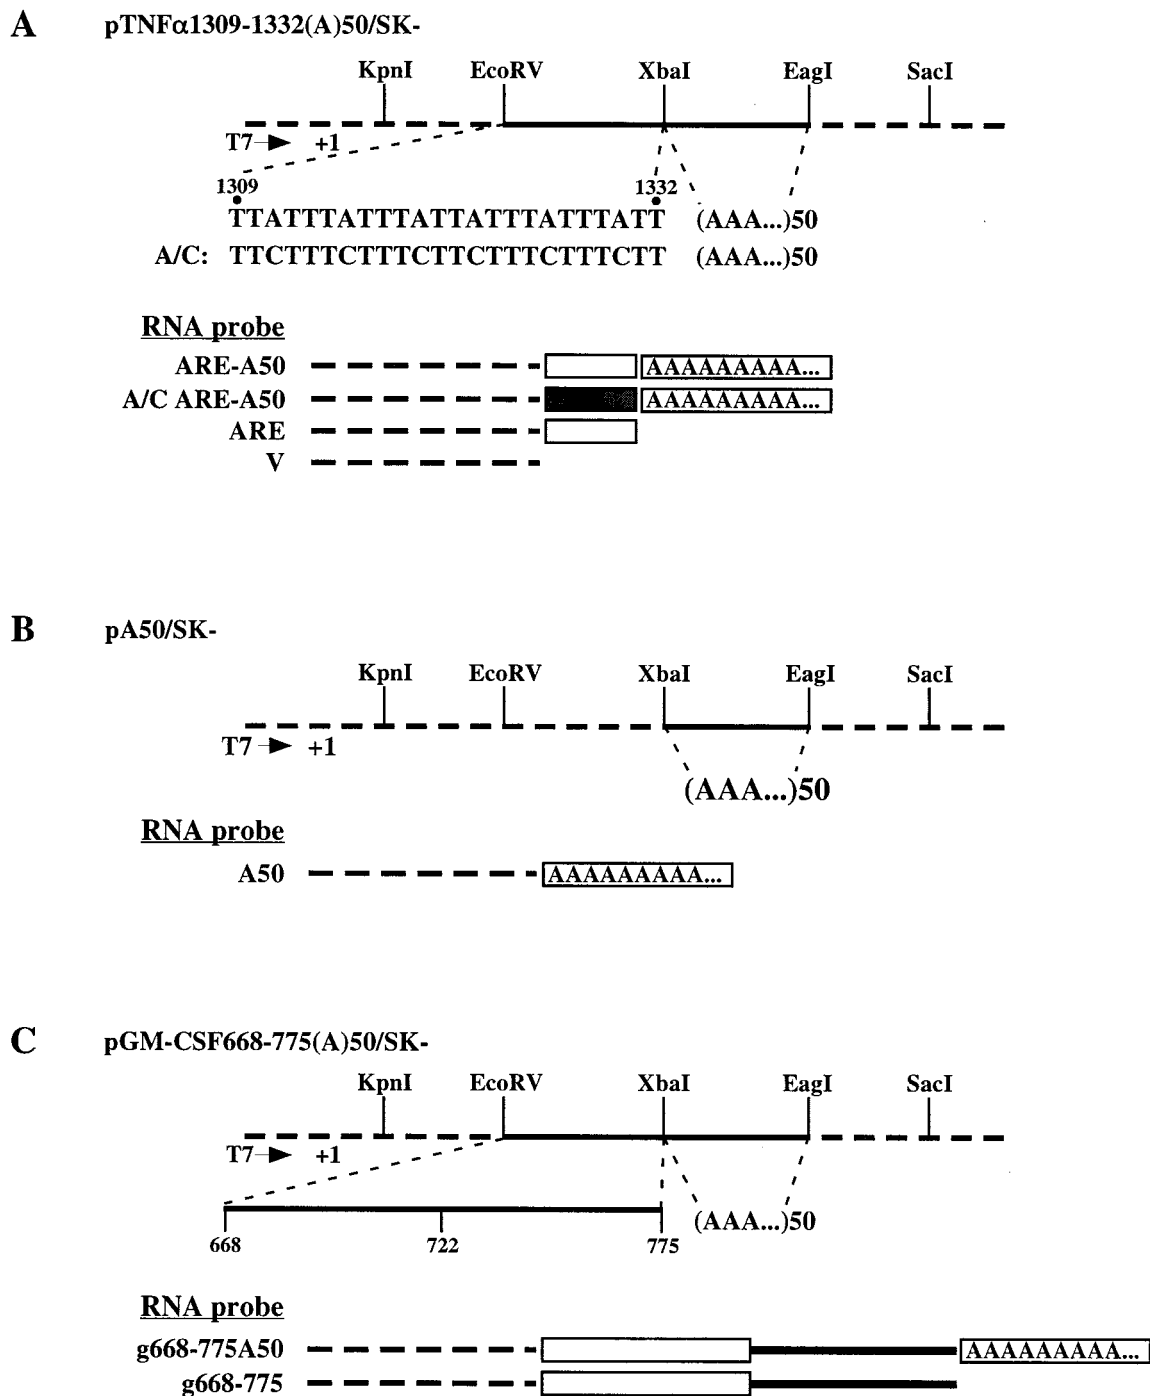 A pTNFα1309-1332(A)50/SK-
KpnI EcoRV XbaI EagI SacI
T7 +1
1309 1332
TTATTTATTTATTATTTATTTATT (AAA...)50
A/C: TTCTTTCTTTCTTCTTTCTTTCTT (AAA...)50
RNA probe
ARE-A50 AAAAAAAAA...
A/C ARE-A50 AAAAAAAAA...
ARE
V
B pA50/SK-
KpnI EcoRV XbaI EagI SacI
T7 +1
(AAA...)50
RNA probe
A50 AAAAAAAAA...
C pGM-CSF668-775(A)50/SK-
KpnI EcoRV XbaI EagI SacI
T7 +1
(AAA...)50
668 722 775
RNA probe
g668-775A50 AAAAAAAAA...
g668-775